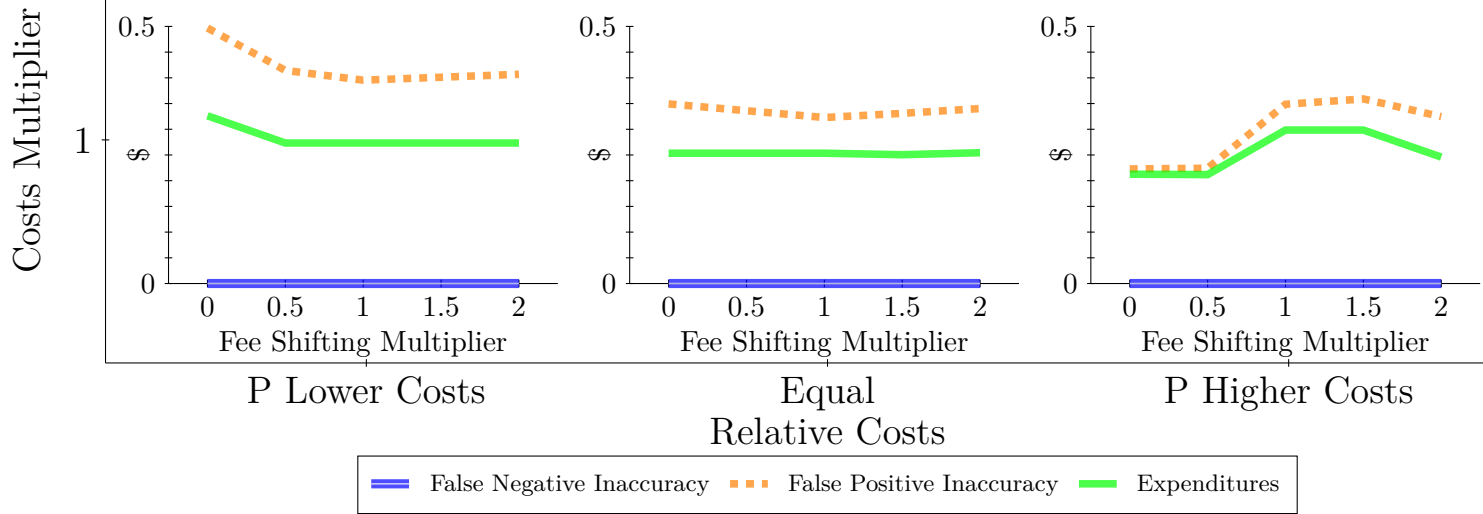 Costs Multiplier
1
0.5
$
0
0 0.5 1 1.5 2
Fee Shifting Multiplier
P Lower Costs
0.5
$
0
0 0.5 1 1.5 2
Fee Shifting Multiplier
Equal
0.5
$
0
0 0.5 1 1.5 2
Fee Shifting Multiplier
P Higher Costs
Relative Costs
False Negative Inaccuracy False Positive Inaccuracy Expenditures